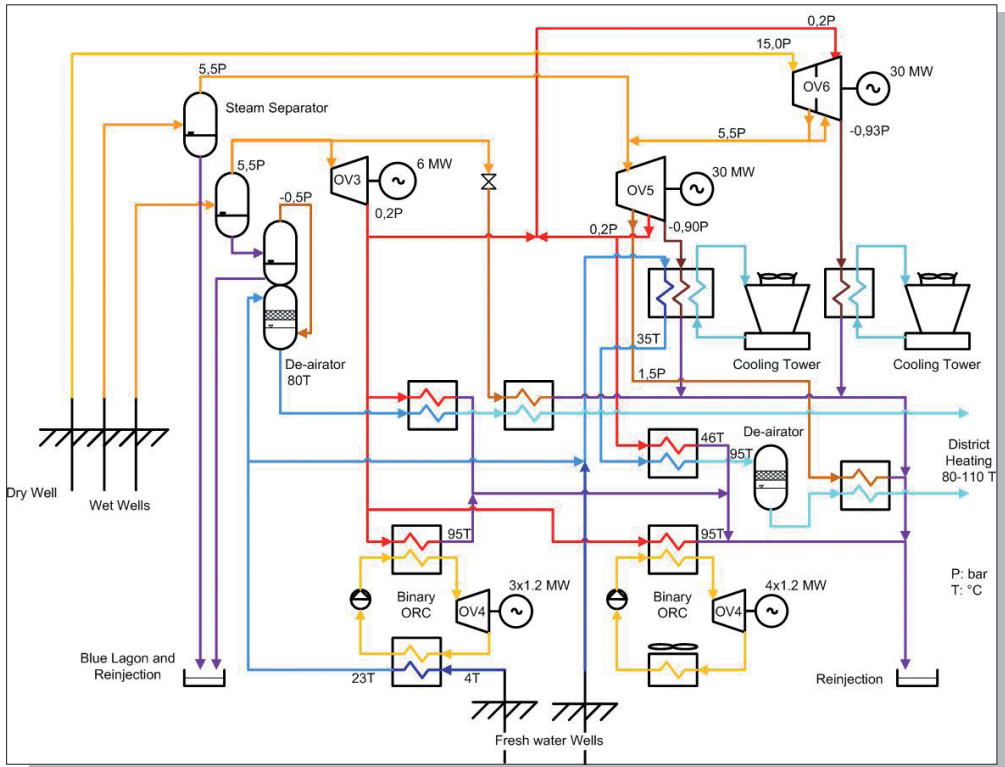 0,2P
15,0P
5,5P
OV6
30 MW
Steam Separator
-0,93P
5,5P
5,5P
6 MW
30 MW
OV3
OV5
-0,5P
0,2P
0,2P
-0,90P
35T
Cooling Tower
Cooling Tower
De-airator
80T
1,5P
De-airator
46T
95T
District
Heating
80-110 T
Dry Well
Wet Wells
95T
95T
P: bar
T: °C
3x1.2 MW
4x1.2 MW
Binary
ORC
OV4
Binary
ORC
OV4
Blue Lagon and
Reinjection
23T
4T
Reinjection
Fresh water Wells